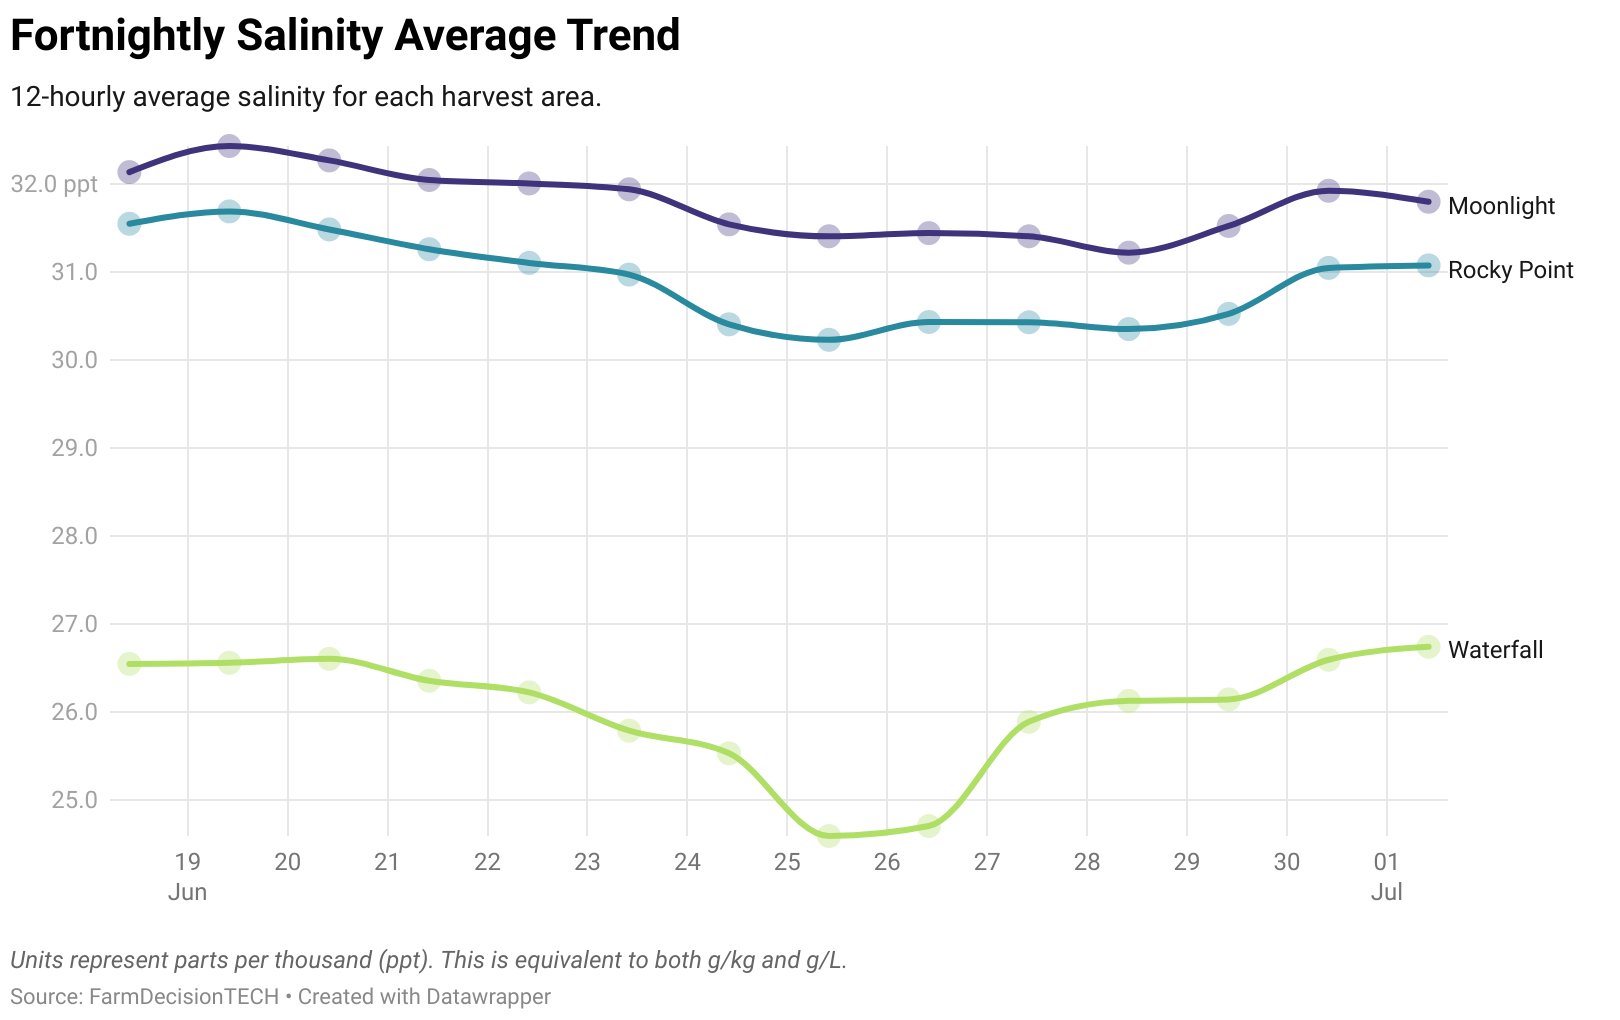 Fortnightly Salinity Average Trend
12-hourly average salinity for each harvest area.
32.0 ppt
31.0
30.0
29.0
28.0
27.0
26.0
25.0
Moonlight
Rocky Point
Waterfall
19 20 21 22 23 24 25 26 27 28 29 30 01
Jun Jul
Units represent parts per thousand (ppt). This is equivalent to both g/kg and g/L.
Source: FarmDecisionTECH • Created with Datawrapper